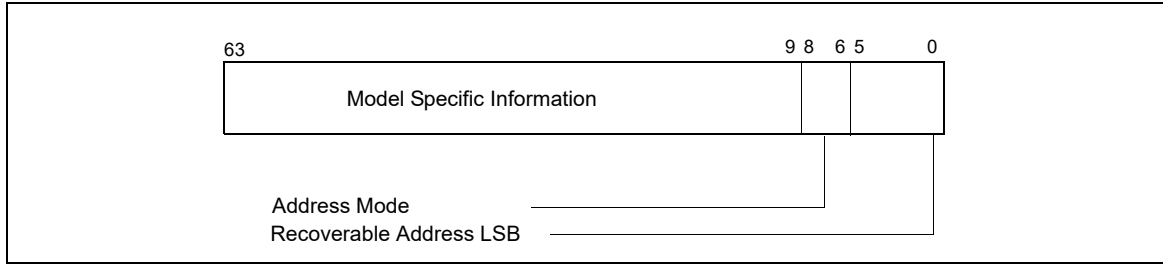 63 9 8 6 5 0
Model Specific Information
Address Mode
Recoverable Address LSB